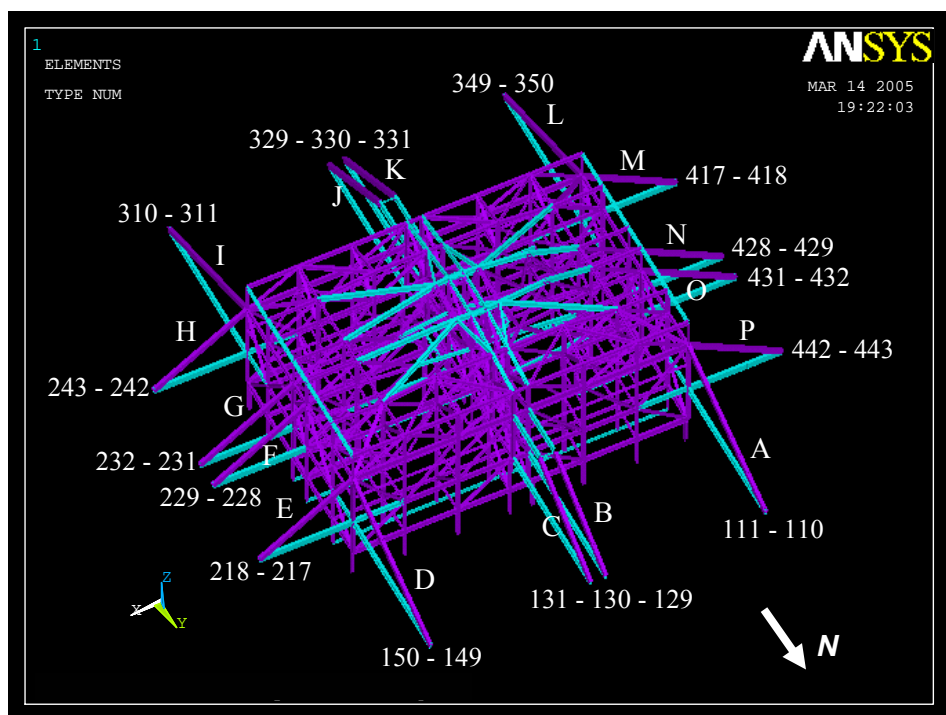 1
ANSYS
ELEMENTS
TYPE NUM
MAR 14 2005
19:22:03
349 - 350
L
329 - 330 - 331
K
M
417 - 418
J
310 - 311
I
N
428 - 429
431 - 432
O
H
P
442 - 443
243 - 242
G
F
A
232 - 231
229 - 228
E
C
B
111 - 110
218 - 217
D
131 - 130 - 129
Z
X
Y
N
150 - 149